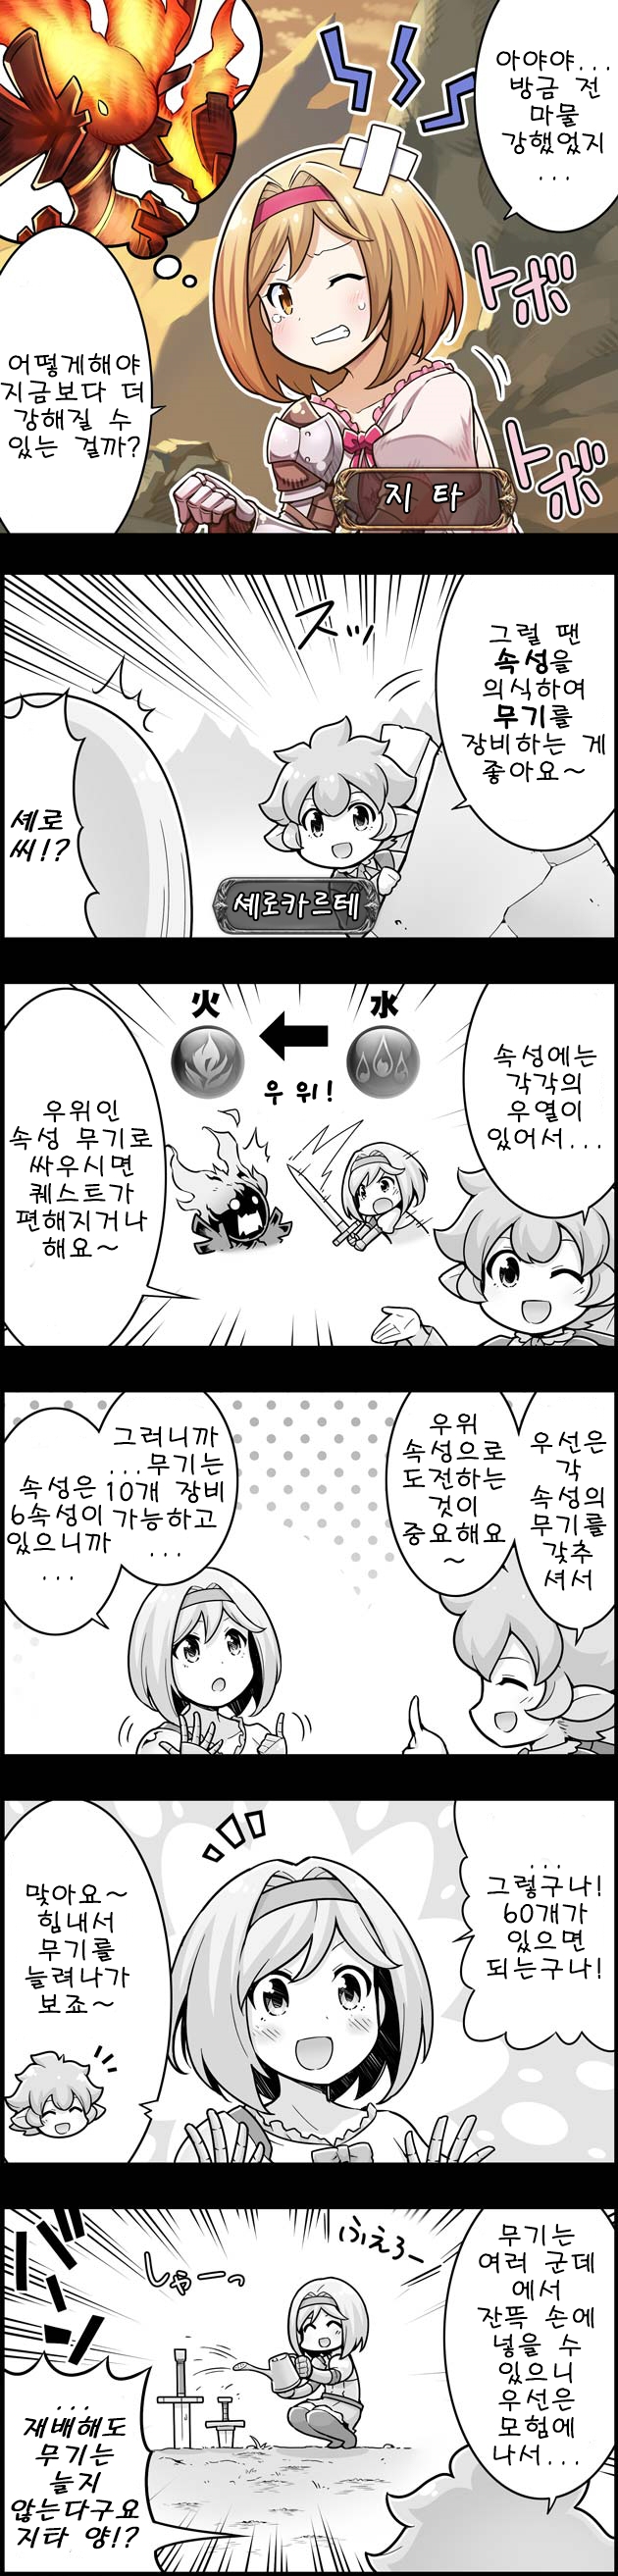 아야야...
방금 전
마물
강했었지
...
トボ
어떻게해야
지금보다 더
강해질 수
있는 걸까?
トボ
지타
그럴 땐
속성을
의식하여
무기를
장비하는 게
좋아요~
スッ
셰로
씨!?
셰로카르테
속성에는
각각의
우열이
있어서...
火
水
우위!
우위인
속성 무기로
싸우시면
퀘스트가
편해지거나
해요~
우선은
각
속성의
무기를
갖추
셔서
우위
속성으로
도전하는
것이
중요해요
~
그러니까
...무기는
10개 장비
가능하고
...
속성은
6속성이
있으니까
...
...
그렇구나!
60개가
있으면
되는구나!
맞아요~
힘내서
무기를
늘려나가
보죠~
무기는
여러 군데
에서
잔뜩 손에
넣을 수
있으니
우선은
모험에
나서...
ふえろー
しゃーっ
ババーン
...
재배해도
무기는
늘지
않는다구요
지타 양!?